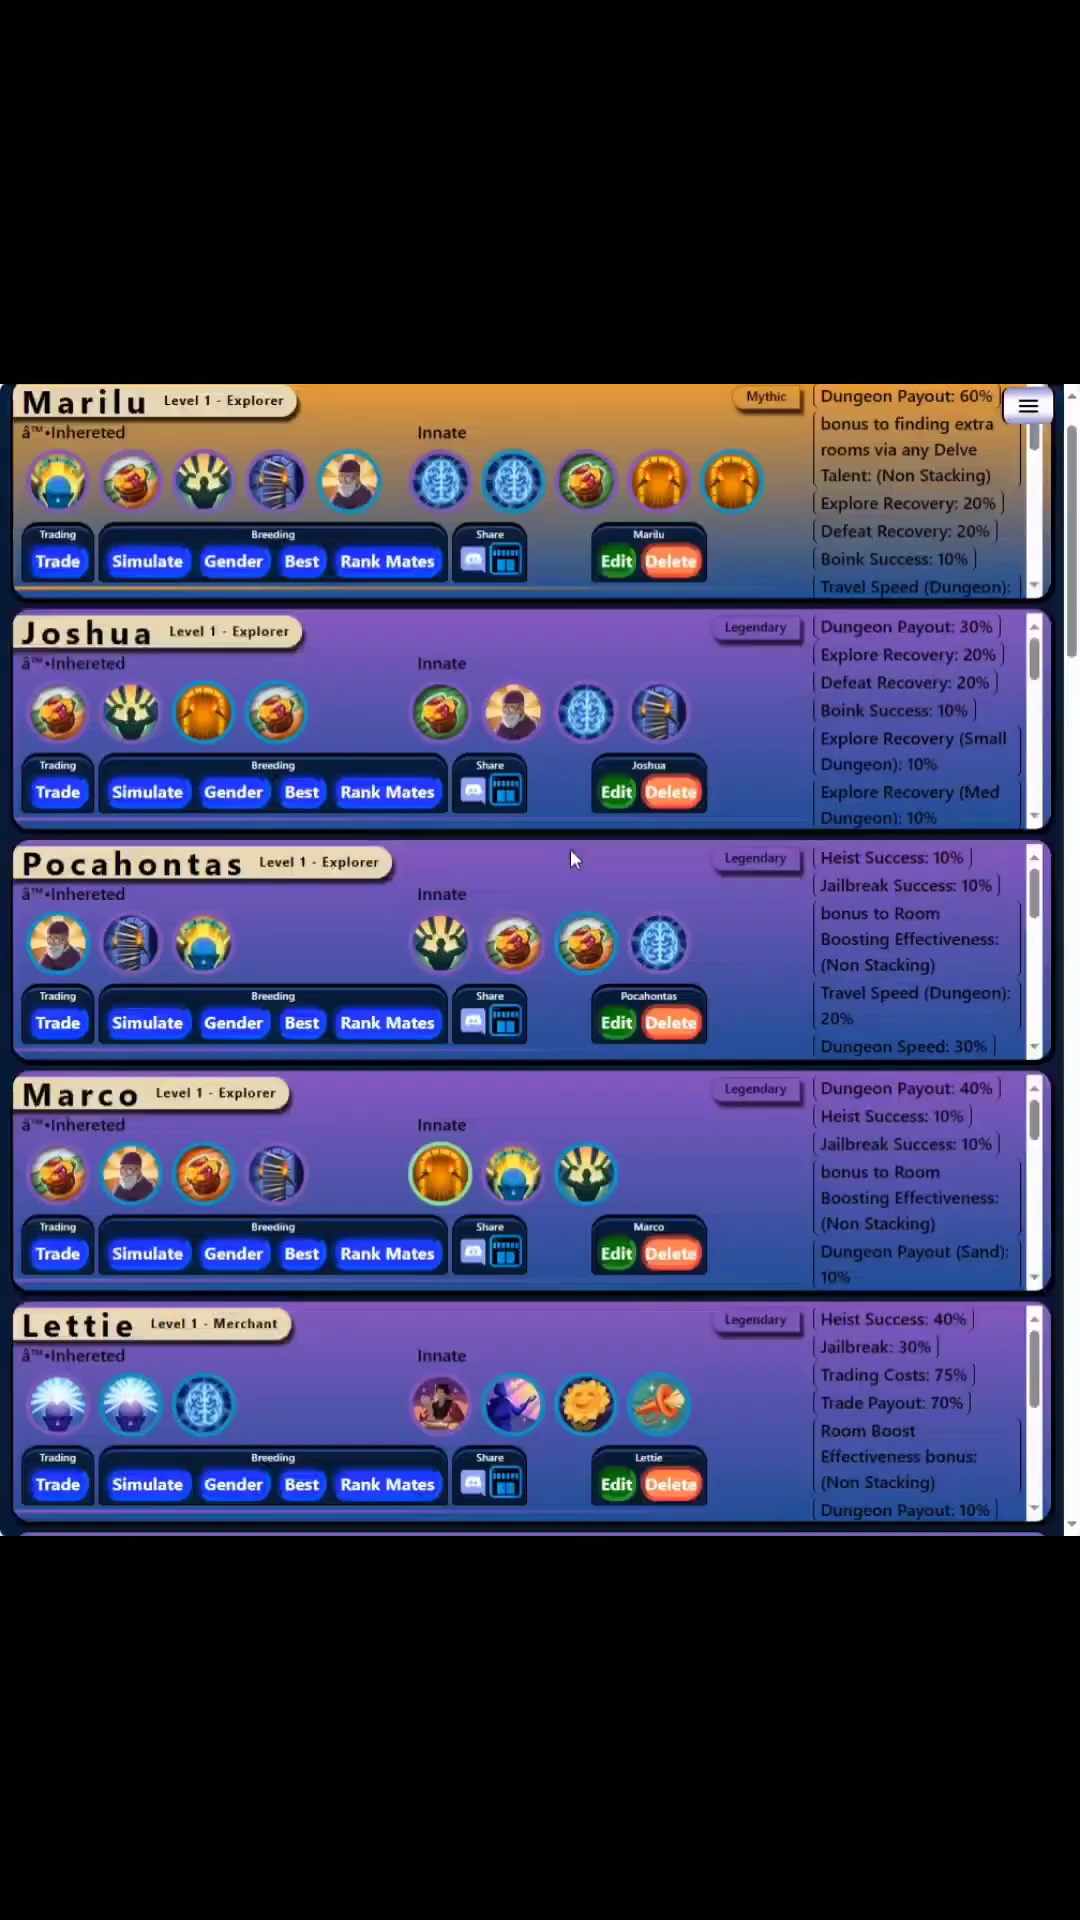 Marilu Level 1 - Explorer
Mythic
â™•Inhereted
Innate
Trading
Trade
Breeding
Simulate Gender Best Rank Mates
Share
Marilu
Edit Delete
Dungeon Payout: 60%
bonus to finding extra
rooms via any Delve
Talent: (Non Stacking)
Explore Recovery: 20%
Defeat Recovery: 20%
Boink Success: 10%
Travel Speed (Dungeon):
Joshua Level 1 - Explorer
Legendary
â™•Inhereted
Innate
Trading
Trade
Breeding
Simulate Gender Best Rank Mates
Share
Joshua
Edit Delete
Dungeon Payout: 30%
Explore Recovery: 20%
Defeat Recovery: 20%
Boink Success: 10%
Explore Recovery (Small
Dungeon): 10%
Explore Recovery (Med
Dungeon): 10%
Pocahontas Level 1 - Explorer
Legendary
â™•Inhereted
Innate
Trading
Trade
Breeding
Simulate Gender Best Rank Mates
Share
Pocahontas
Edit Delete
Heist Success: 10%
Jailbreak Success: 10%
bonus to Room
Boosting Effectiveness:
(Non Stacking)
Travel Speed (Dungeon):
20%
Dungeon Speed: 30%
Marco Level 1 - Explorer
Legendary
â™•Inhereted
Innate
Trading
Trade
Breeding
Simulate Gender Best Rank Mates
Share
Marco
Edit Delete
Dungeon Payout: 40%
Heist Success: 10%
Jailbreak Success: 10%
bonus to Room
Boosting Effectiveness:
(Non Stacking)
Dungeon Payout (Sand):
10%
Lettie Level 1 - Merchant
Legendary
â™•Inhereted
Innate
Trading
Trade
Breeding
Simulate Gender Best Rank Mates
Share
Lettie
Edit Delete
Heist Success: 40%
Jailbreak: 30%
Trading Costs: 75%
Trade Payout: 70%
Room Boost
Effectiveness bonus:
(Non Stacking)
Dungeon Payout: 10%